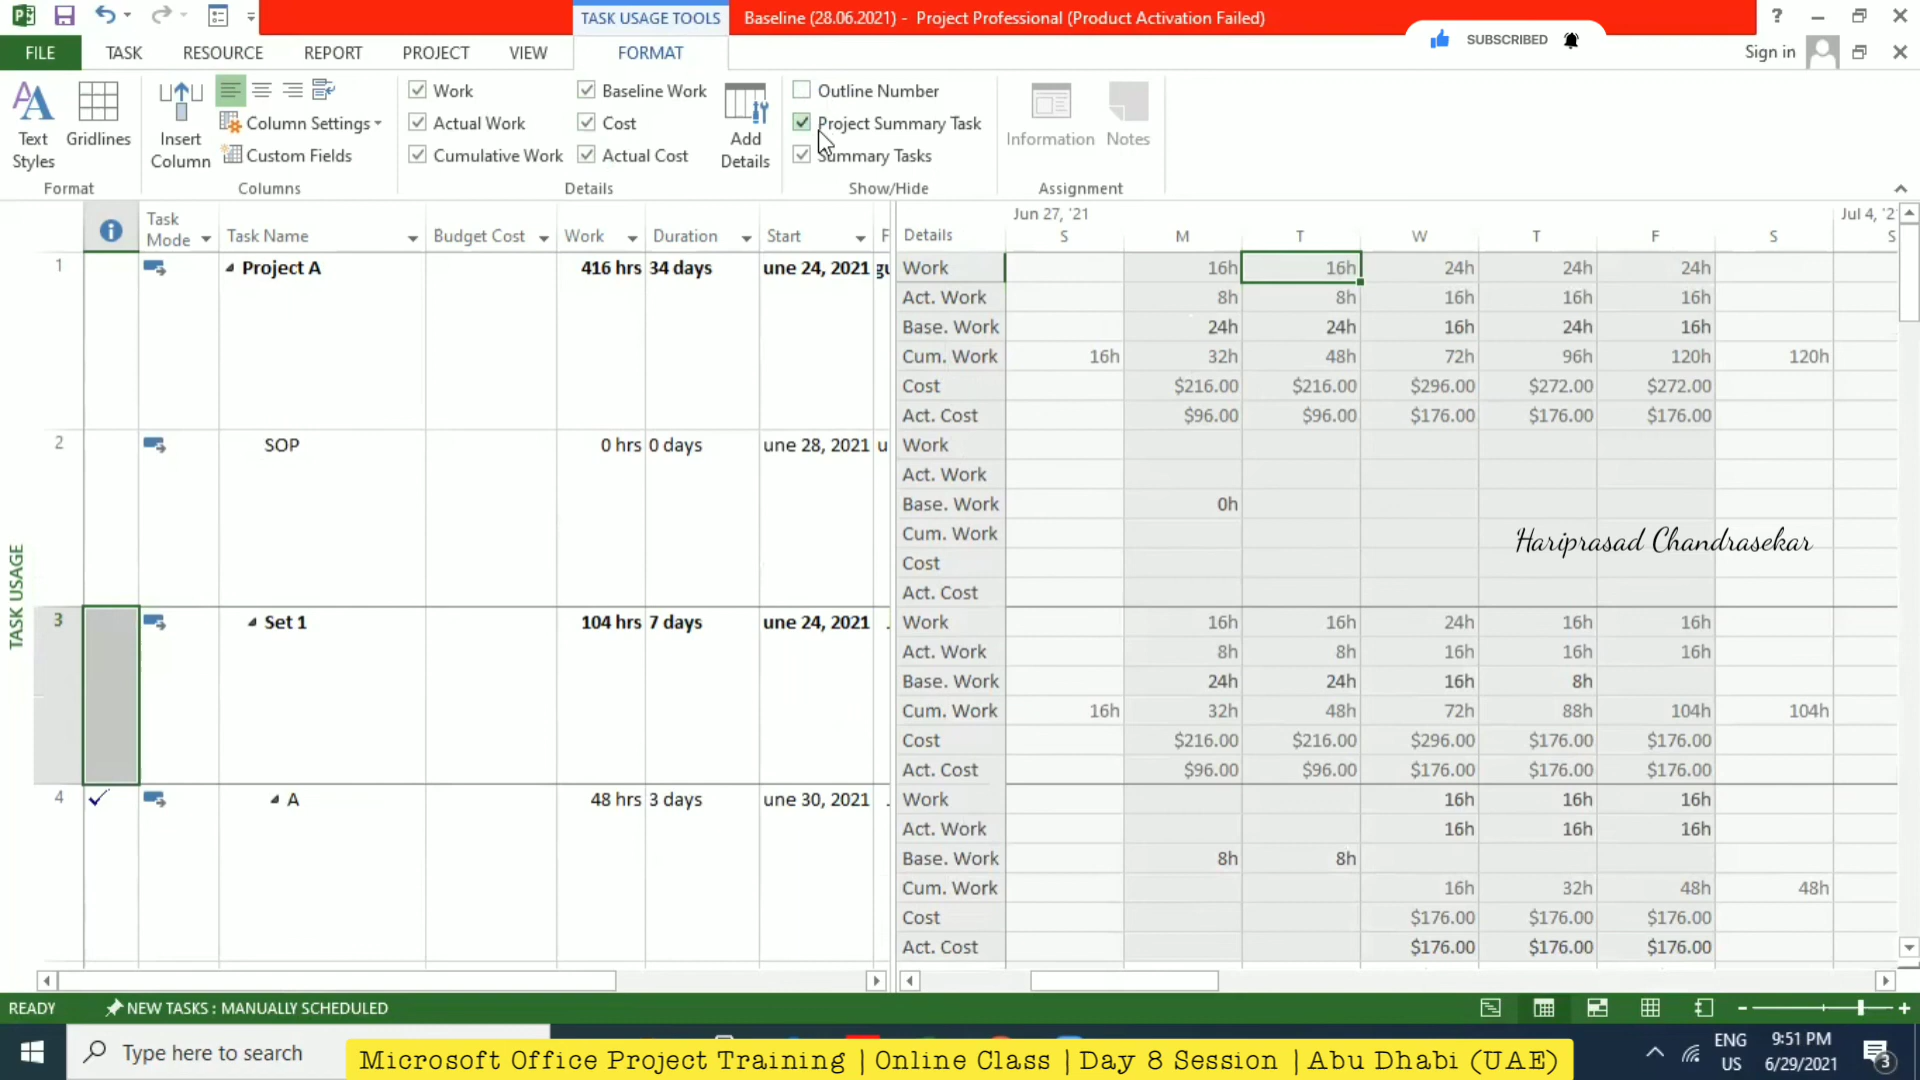 TASK USAGE TOOLS
Baseline (28.06.2021) - Project Professional (Product Activation Failed)
?
SUBSCRIBED
FILE
TASK
RESOURCE
REPORT
PROJECT
VIEW
FORMAT
Sign in
Text Styles
Gridlines
Format
Insert Column
Column Settings
Custom Fields
Columns
Work
Actual Work
Cumulative Work
Baseline Work
Cost
Actual Cost
Add Details
Details
Outline Number
Project Summary Task
Summary Tasks
Show/Hide
Information
Notes
Assignment
Task Mode
Task Name
Budget Cost
Work
Duration
Start
F
Details
Jun 27, '21
Jul 4, '2
S M T W T F S S
1 Project A 416 hrs 34 days une 24, 2021 gu
Work 16h 16h 24h 24h 24h
Act. Work 8h 8h 16h 16h 16h
Base. Work 24h 24h 16h 24h 16h
Cum. Work 16h 32h 48h 72h 96h 120h 120h
Cost $216.00 $216.00 $296.00 $272.00 $272.00
Act. Cost $96.00 $96.00 $176.00 $176.00 $176.00
2 SOP 0 hrs 0 days une 28, 2021 u
Work
Act. Work
Base. Work 0h
Cum. Work
Hariprasad Chandrasekar
Cost
Act. Cost
3 Set 1 104 hrs 7 days une 24, 2021
Work 16h 16h 24h 16h 16h
Act. Work 8h 8h 16h 16h 16h
Base. Work 24h 24h 16h 8h
Cum. Work 16h 32h 48h 72h 88h 104h 104h
Cost $216.00 $216.00 $296.00 $176.00 $176.00
Act. Cost $96.00 $96.00 $176.00 $176.00 $176.00
4 A 48 hrs 3 days une 30, 2021
Work 16h 16h 16h
Act. Work 16h 16h 16h
Base. Work 8h 8h
Cum. Work 16h 32h 48h 48h
Cost $176.00 $176.00 $176.00
Act. Cost $176.00 $176.00 $176.00
TASK USAGE
READY
NEW TASKS : MANUALLY SCHEDULED
Type here to search
Microsoft Office Project Training | Online Class | Day 8 Session | Abu Dhabi (UAE)
ENG
US
9:51 PM
6/29/2021
3